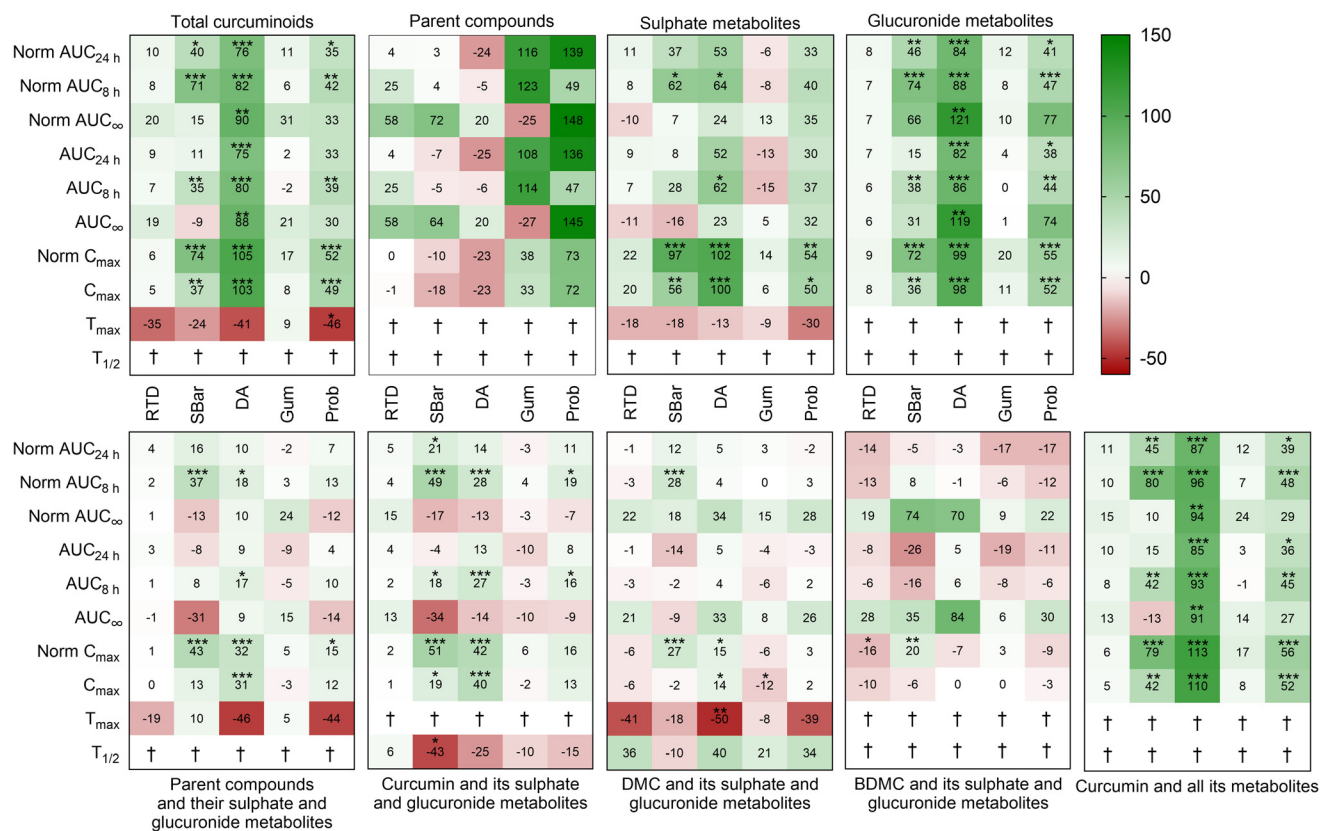 Total curcuminoids Parent compounds Sulphate metabolites Glucuronide metabolites
Norm AUC24 h 10 *40 ***76 11 *35 4 3 -24 116 139 11 37 53 -6 33 8 **46 ***84 12 *41 150
Norm AUC8 h 8 ***71 ***82 6 **42 25 4 -5 123 49 8 *62 *64 -8 40 7 ***74 ***88 8 ***47
Norm AUC∞ 20 15 **90 31 33 58 72 20 -25 148 -10 7 24 13 35 7 66 **121 10 77 100
AUC24 h 9 11 ***75 2 33 4 -7 -25 108 136 9 8 52 -13 30 7 15 ***82 4 *38
AUC8 h 7 **35 ***80 -2 **39 25 -5 -6 114 47 7 28 *62 -15 37 6 **38 ***86 0 **44 50
AUC∞ 19 -9 **88 21 30 58 64 20 -27 145 -11 -16 23 5 32 6 31 **119 1 74
Norm Cmax 6 ***74 ***105 17 ***52 0 -10 -23 38 73 22 ***97 ***102 14 **54 9 ***72 ***99 20 ***55
Cmax 5 **37 ***103 8 ***49 -1 -18 -23 33 72 20 **56 ***100 6 *50 8 **36 ***98 11 ***52 0
Tmax -35 -24 -41 9 *-46 † † † † † -18 -18 -13 -9 -30 † † † † †
T1/2 † † † † † † † † † † † † † † † † † † † † -50
RTD SBar DA Gum Prob RTD SBar DA Gum Prob RTD SBar DA Gum Prob RTD SBar DA Gum Prob
Norm AUC24 h 4 16 10 -2 7 5 *21 14 -3 11 -1 12 5 3 -2 -14 -5 -3 -17 -17 11 **45 ***87 12 *39
Norm AUC8 h 2 ***37 *18 3 13 4 ***49 ***28 4 *19 -3 ***28 4 0 3 -13 8 -1 -6 -12 10 ***80 ***96 7 ***48
Norm AUC∞ 1 -13 10 24 -12 15 -17 -13 -3 -7 22 18 34 15 28 19 74 70 9 22 15 10 **94 24 29
AUC24 h 3 -8 9 -9 4 4 -4 13 -10 8 -1 -14 5 -4 -3 -8 -26 5 -19 -11 10 15 ***85 3 *36
AUC8 h 1 8 *17 -5 10 2 *18 ***27 -3 *16 -3 -2 4 -6 2 -6 -16 6 -8 -6 8 **42 ***93 -1 **45
AUC∞ -1 -31 9 15 -14 13 -34 -14 -10 -9 21 -9 33 8 26 28 35 84 6 30 13 -13 **91 14 27
Norm Cmax 1 ***43 ***32 5 *15 2 ***51 ***42 6 16 -6 ***27 *15 -6 3 *-16 **20 -7 3 -9 6 ***79 ***113 17 ***56
Cmax 0 13 ***31 -3 12 1 *19 ***40 -2 13 -6 -2 *14 *-12 2 -10 -6 0 0 -3 5 **42 ***110 8 ***52
Tmax -19 10 -46 5 -44 † † † † † -41 -18 **-50 -8 -39 † † † † † † † † † †
T1/2 † † † † † 6 *-43 -25 -10 -15 36 -10 40 21 34 † † † † † † † † † †
Parent compounds
and their sulphate and
glucuronide metabolites
Curcumin and its sulphate
and glucuronide metabolites
DMC and its sulphate and
glucuronide metabolites
BDMC and its sulphate and
glucuronide metabolites
Curcumin and all its metabolites